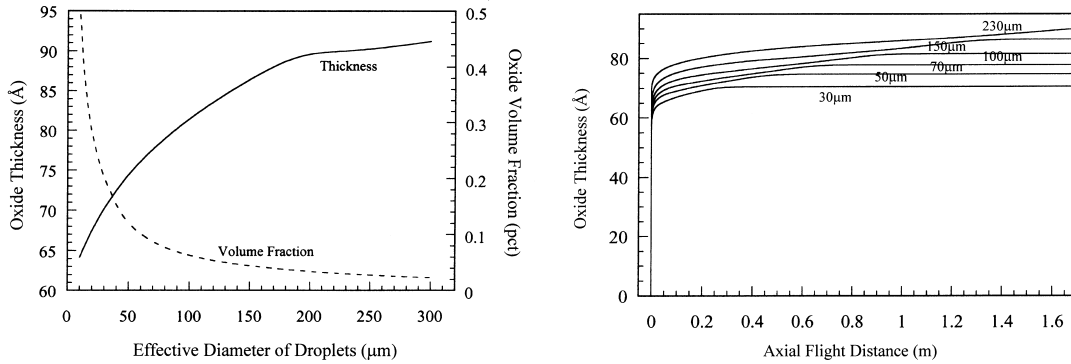 95
90
85
80
75
70
65
60
Oxide Thickness (Å)
Thickness
Volume Fraction
0.5
0.4
0.3
0.2
0.1
0
Oxide Volume Fraction (pct)
0 50 100 150 200 250 300
Effective Diameter of Droplets (μm)
80
60
40
20
0
Oxide Thickness (Å)
230μm
150μm
100μm
70μm
50μm
30μm
0 0.2 0.4 0.6 0.8 1 1.2 1.4 1.6
Axial Flight Distance (m)